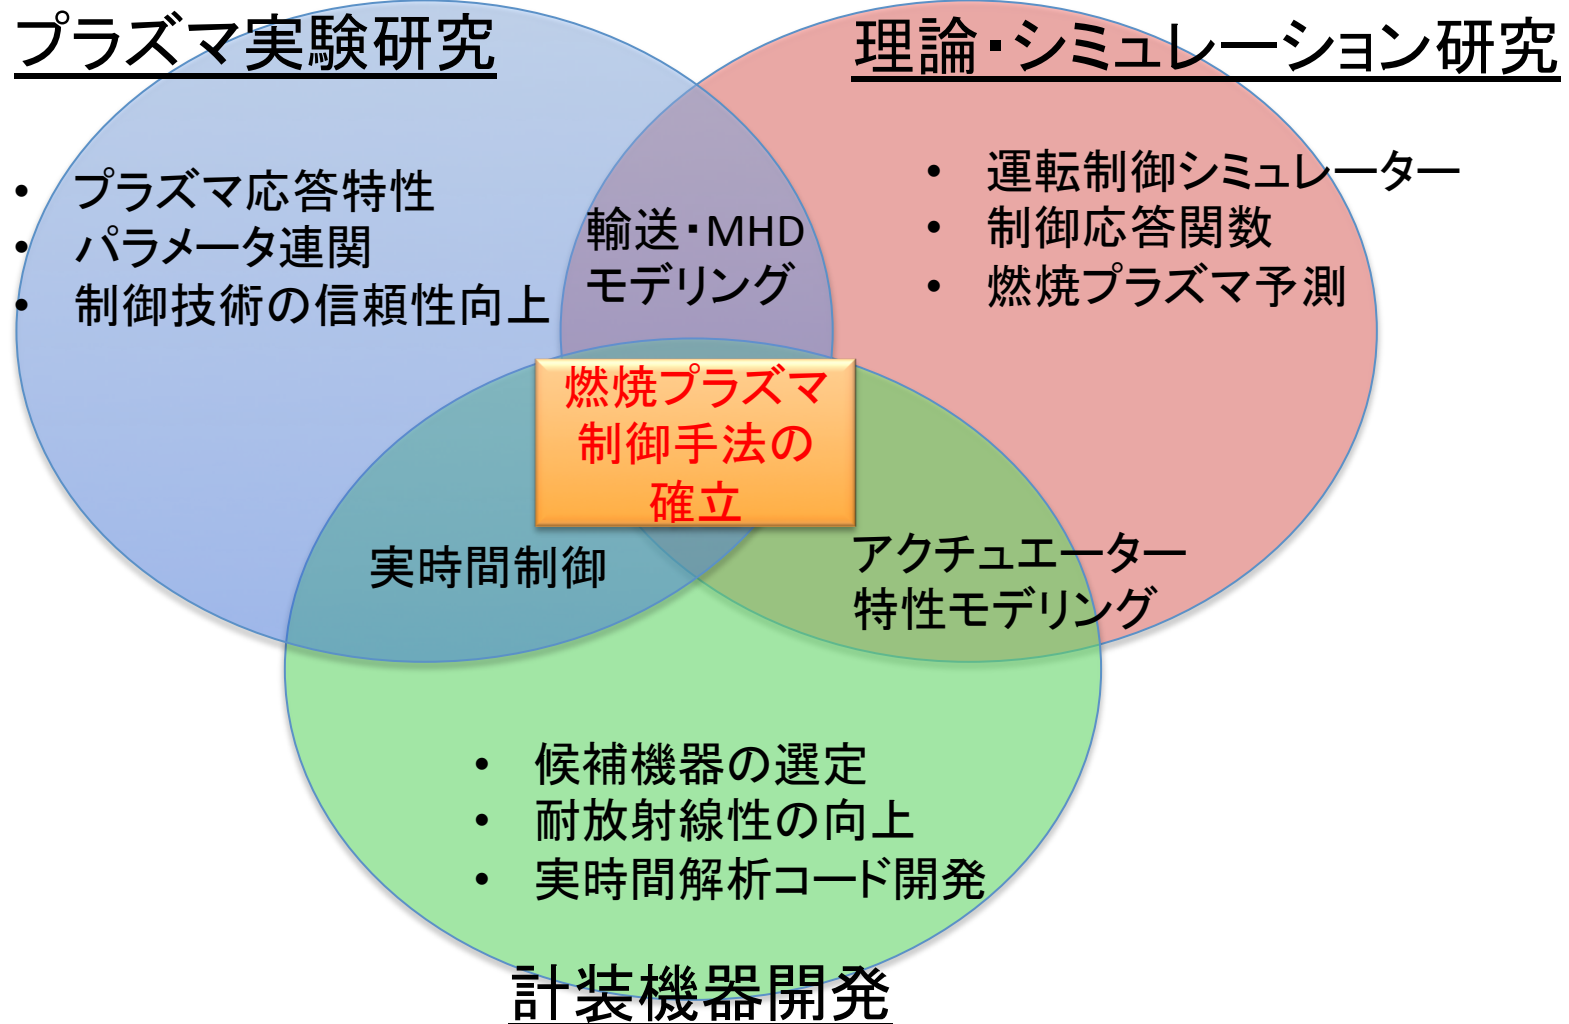 プラズマ実験研究
理論・シミュレーション研究
• プラズマ応答特性
• パラメータ連関
• 制御技術の信頼性向上
輸送・MHD
モデリング
• 運転制御シミュレーター
• 制御応答関数
• 燃焼プラズマ予測
燃焼プラズマ
制御手法の
確立
実時間制御
アクチュエーター
特性モデリング
• 候補機器の選定
• 耐放射線性の向上
• 実時間解析コード開発
計装機器開発